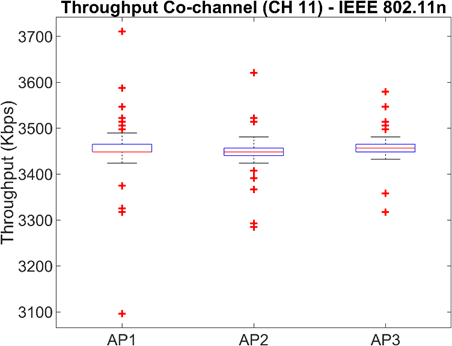 Throughput Co-channel (CH 11) - IEEE 802.11n
Throughput (Kbps)
3700
3600
3500
3400
3300
3200
3100
AP1 AP2 AP3